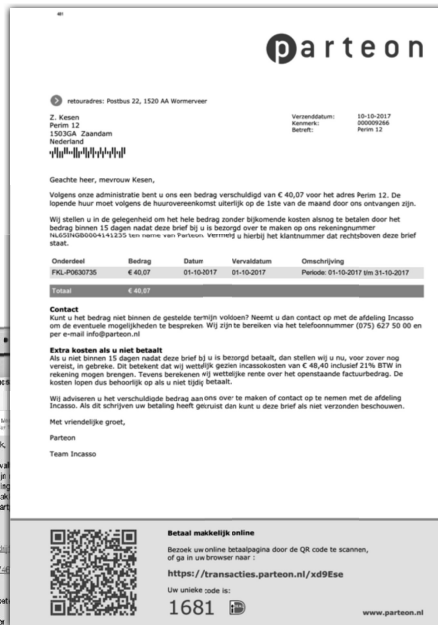 parteon
retouradres: Postbus 22, 1520 AA Wormerveer
Z. Kesen
Perim 12
1503GA Zaandam
Nederland
Verzenddatum: 10-10-2017
Kenmerk: 000009266
Betreft: Perim 12
Geachte heer, mevrouw Kesen,
Volgens onze administratie bent u ons een bedrag verschuldigd van € 40,07 voor het adres Perim 12. De
lopende huur moet volgens de huurovereenkomst uiterlijk op de 1ste van de maand door ons ontvangen zijn.
Wij stellen u in de gelegenheid om het hele bedrag zonder bijkomende kosten alsnog te betalen door het
bedrag binnen 15 dagen nadat deze brief bij u is bezorgd over te maken op ons rekeningnummer
ten name van Parteon. Vermeld u hierbij het klantnummer dat rechtsboven deze brief
staat.
Onderdeel Bedrag Datum Vervaldatum Omschrijving
FKL-P0630735 € 40,07 01-10-2017 01-10-2017 Periode: 01-10-2017 t/m 31-10-2017
Totaal € 40,07
Contact
Kunt u het bedrag niet binnen de gestelde termijn voldoen? Neemt u dan contact op met de afdeling Incasso
om de eventuele mogelijkheden te bespreken. Wij zijn te bereiken via het telefoonnummer (075) 627 50 00 en
per e-mail info@parteon.nl
Extra kosten als u niet betaalt
Als u niet binnen 15 dagen nadat deze brief bij u is bezorgd betaalt, dan stellen wij u nu, voor zover nog
vereist, in gebreke. Dit betekent dat wij wettelijk gezien incassokosten van € 48,40 inclusief 21% BTW in
rekening mogen brengen. Tevens berekenen wij wettelijke rente over het openstaande factuurbedrag. De
kosten lopen dus behoorlijk op als u niet tijdig betaalt.
Wij adviseren u het verschuldigde bedrag aan ons over te maken of contact op te nemen met de afdeling
Incasso. Als dit schrijven uw betaling heeft gekruist dan kunt u deze brief als niet verzonden beschouwen.
Met vriendelijke groet,
Parteon
Team Incasso
Betaal makkelijk online
Bezoek uw online betaalpagina door de QR code te scannen,
of ga in uw browser naar :
https://transacties.parteon.nl/xd9Ese
Uw unieke code is:
1681
www.parteon.nl